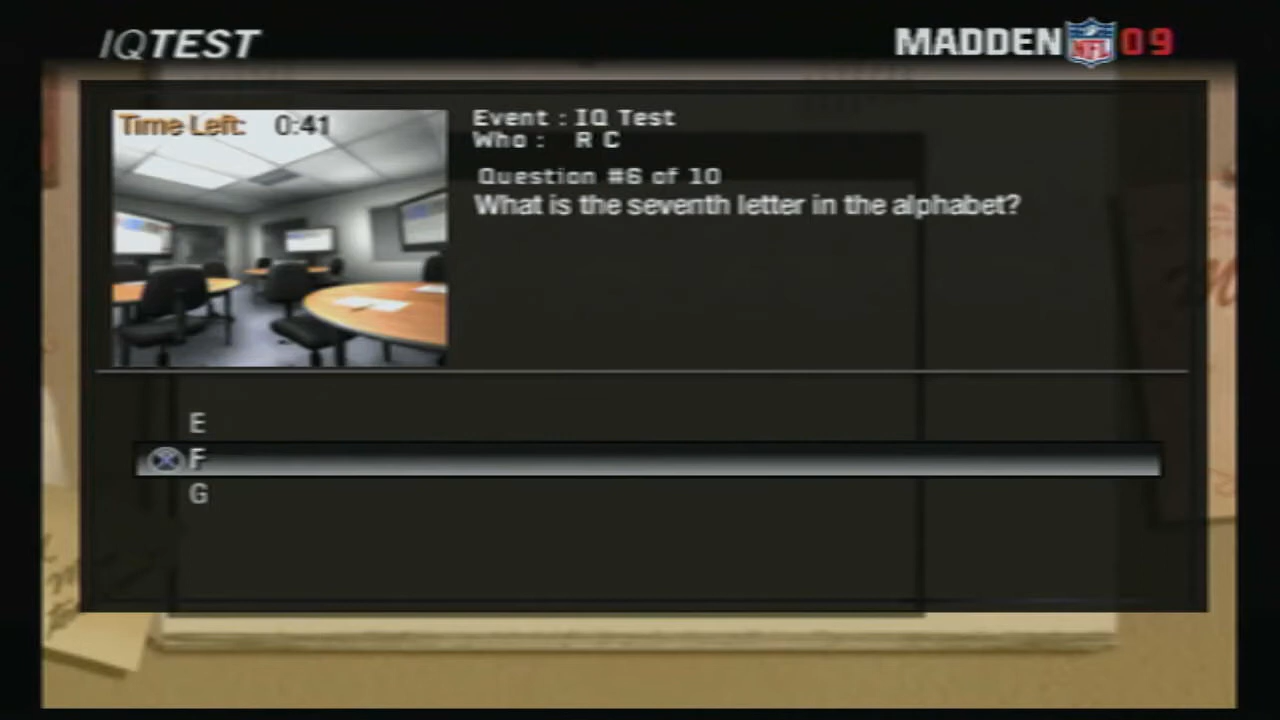 IQTEST
MADDEN NFL 09
Time Left: 0:41
Event : IQ Test
Who : R C
Question #6 of 10
What is the seventh letter in the alphabet?
E
F
G